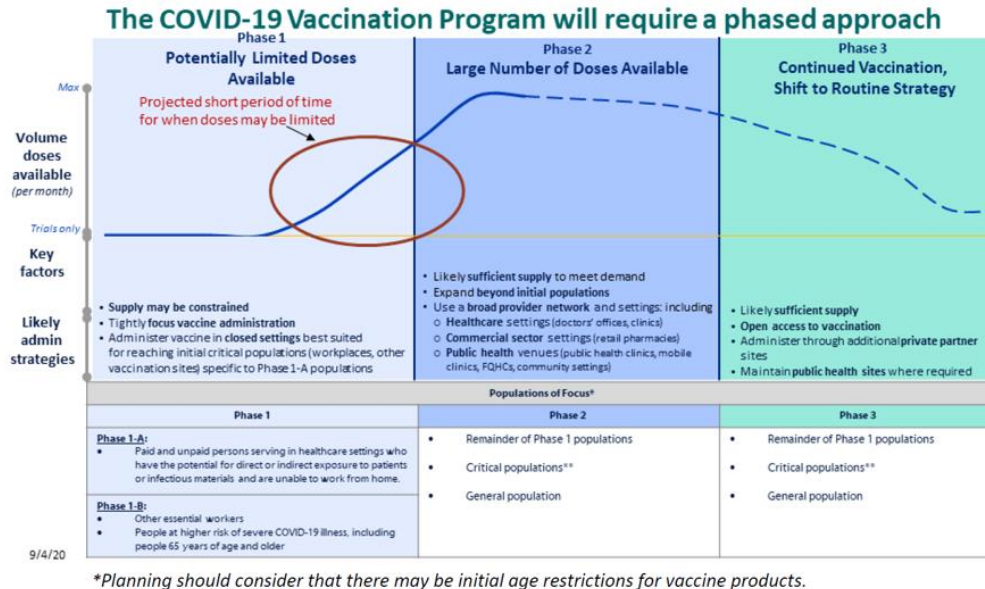 The COVID-19 Vaccination Program will require a phased approach
Phase 1
Potentially Limited Doses
Available
Projected short period of time
for when doses may be limited
Phase 2
Large Number of Doses Available
Phase 3
Continued Vaccination,
Shift to Routine Strategy
Max
Volume
doses
available
(per month)
Trials only
Key
factors
Likely
admin
strategies
• Supply may be constrained
• Tightly focus vaccine administration
• Administer vaccine in closed settings best suited
for reaching initial critical populations (workplaces, other
vaccination sites) specific to Phase 1-A populations
• Likely sufficient supply to meet demand
• Expand beyond initial populations
• Use a broad provider network and settings: including
o Healthcare settings (doctors' offices, clinics)
o Commercial sector settings (retail pharmacies)
o Public health venues (public health clinics, mobile
clinics, FQHCs, community settings)
• Likely sufficient supply
• Open access to vaccination
• Administer through additional private partner
sites
• Maintain public health sites where required
Populations of Focus*
Phase 1
Phase 2
Phase 3
Phase 1-A:
• Paid and unpaid persons serving in healthcare settings who
have the potential for direct or indirect exposure to patients
or infectious materials and are unable to work from home.
Phase 1-B:
• Other essential workers
• People at higher risk of severe COVID-19 illness, including
people 65 years of age and older
• Remainder of Phase 1 populations
• Critical populations**
• General population
• Remainder of Phase 1 populations
• Critical populations**
• General population
9/4/20
*Planning should consider that there may be initial age restrictions for vaccine products.